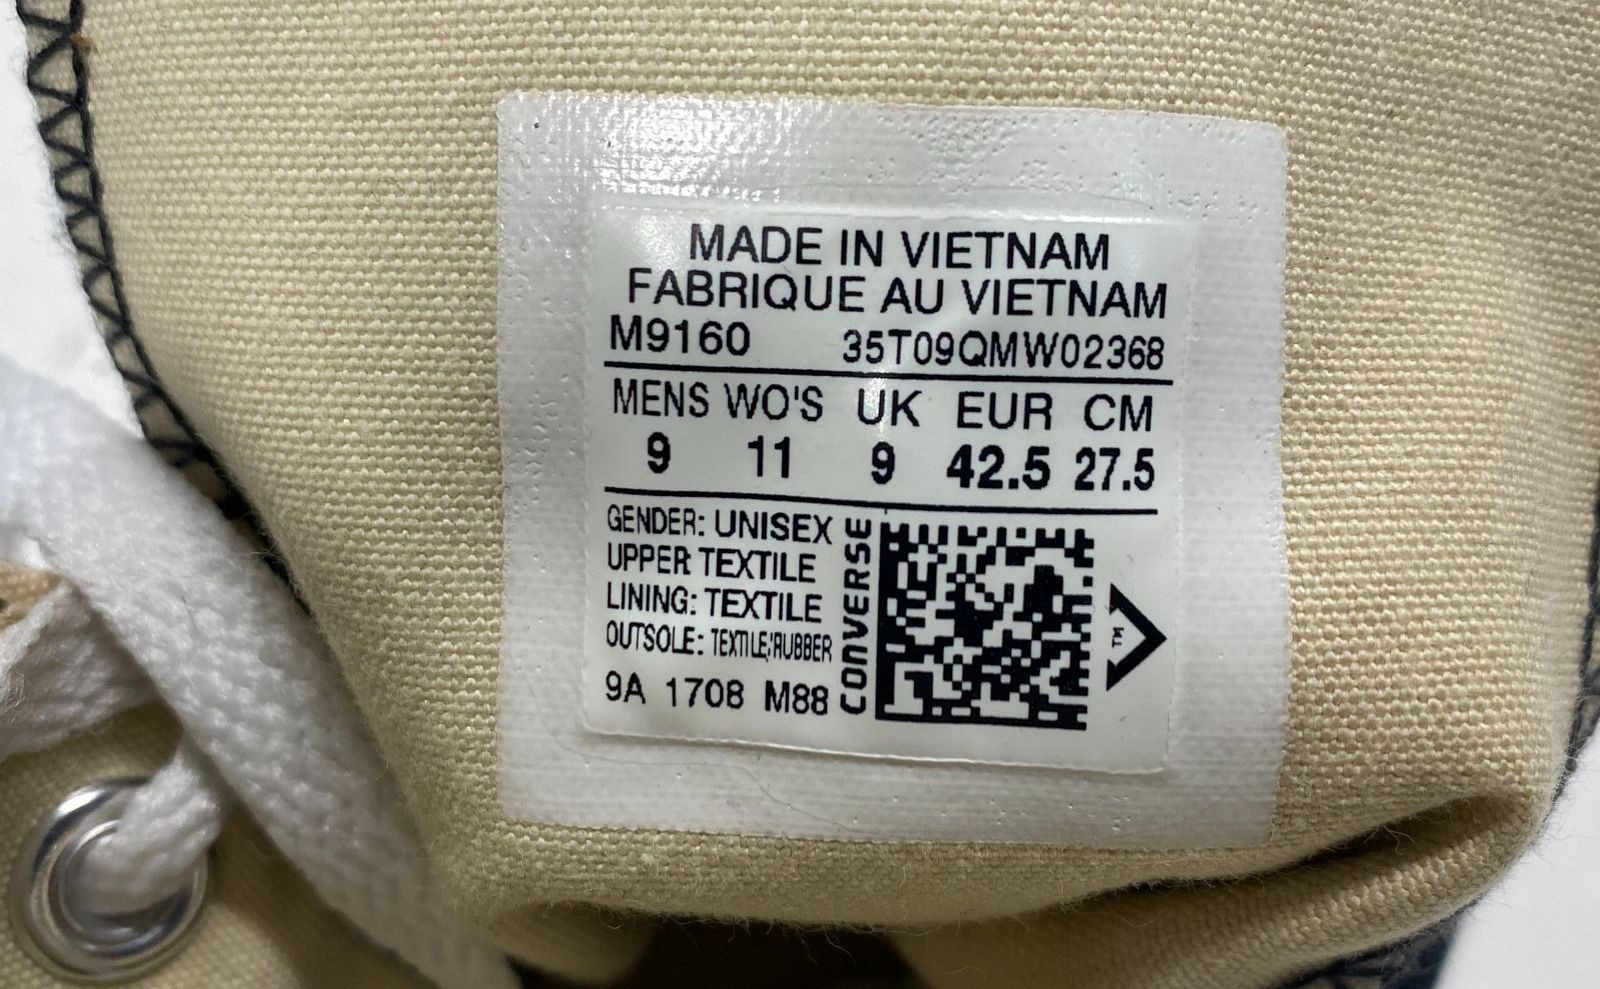 MADE IN VIETNAM
FABRIQUE AU VIETNAM
M9160 35T09QMW02368
MENS WO'S UK EUR CM
9 11 9 42.5 27.5
GENDER: UNISEX
UPPER TEXTILE
LINING: TEXTILE
OUTSOLE: TEXTILE/RUBBER
9A 1708 M88
CONVERSE
TM